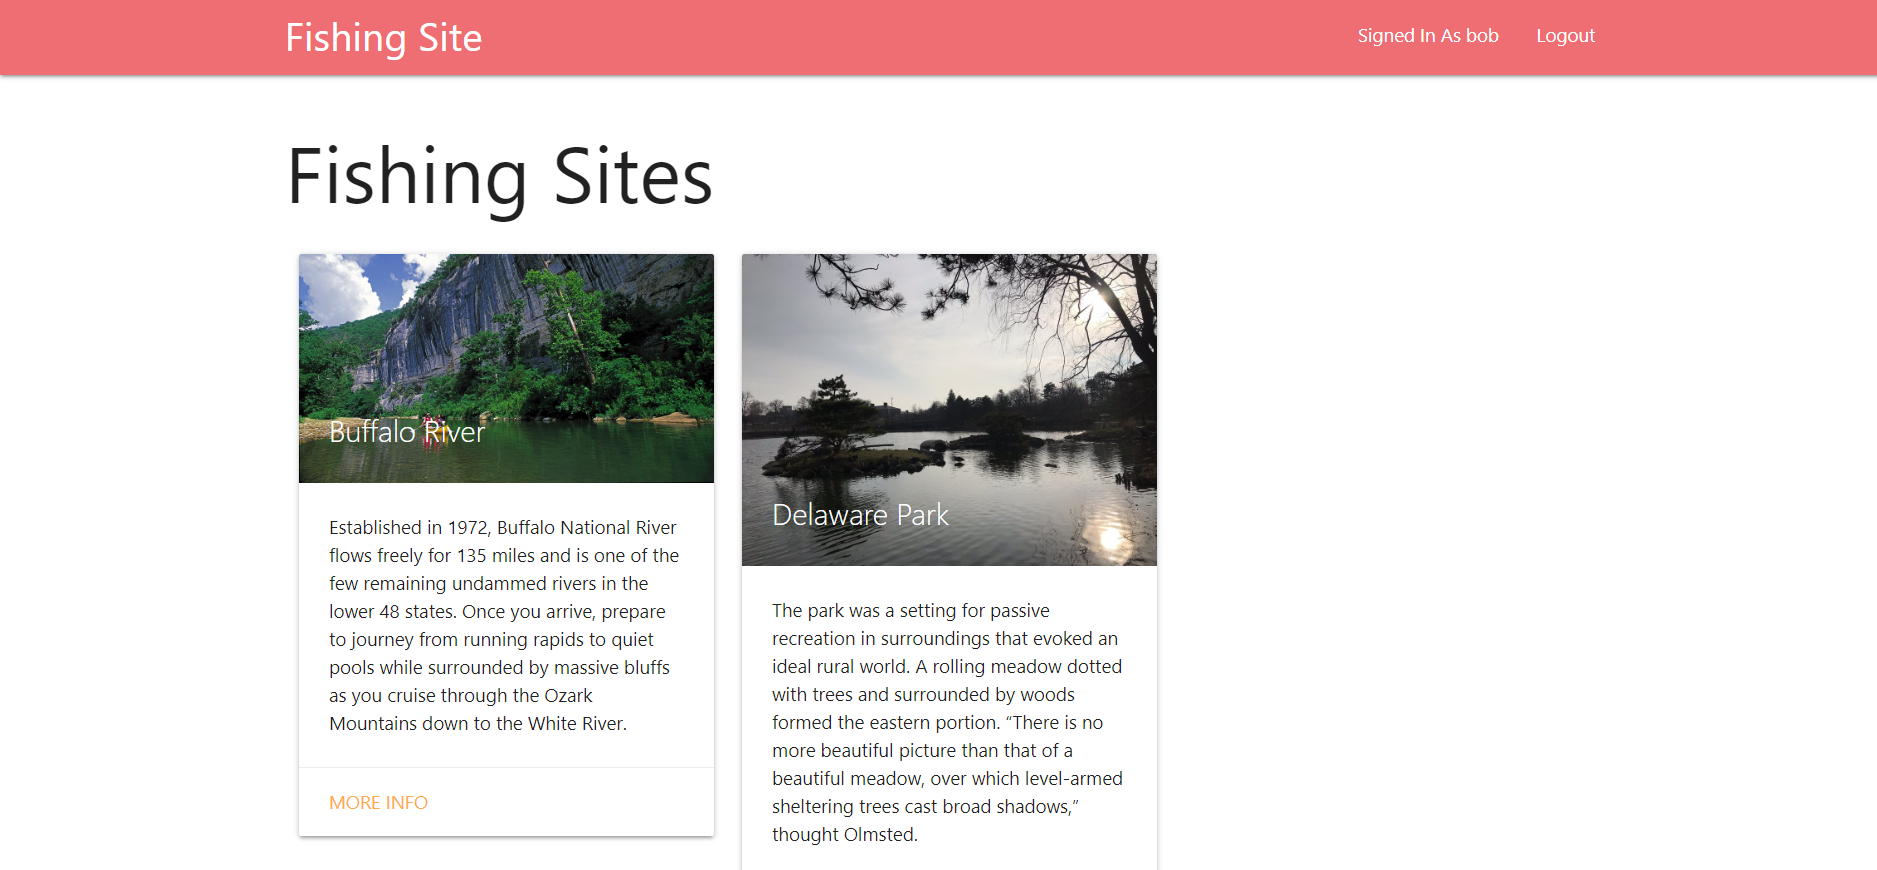 Fishing Site
Signed In As bob
Logout
Fishing Sites
Buffalo River
Established in 1972, Buffalo National River
flows freely for 135 miles and is one of the
few remaining undammed rivers in the
lower 48 states. Once you arrive, prepare
to journey from running rapids to quiet
pools while surrounded by massive bluffs
as you cruise through the Ozark
Mountains down to the White River.
MORE INFO
Delaware Park
The park was a setting for passive
recreation in surroundings that evoked an
ideal rural world. A rolling meadow dotted
with trees and surrounded by woods
formed the eastern portion. “There is no
more beautiful picture than that of a
beautiful meadow, over which level-armed
sheltering trees cast broad shadows,”
thought Olmsted.